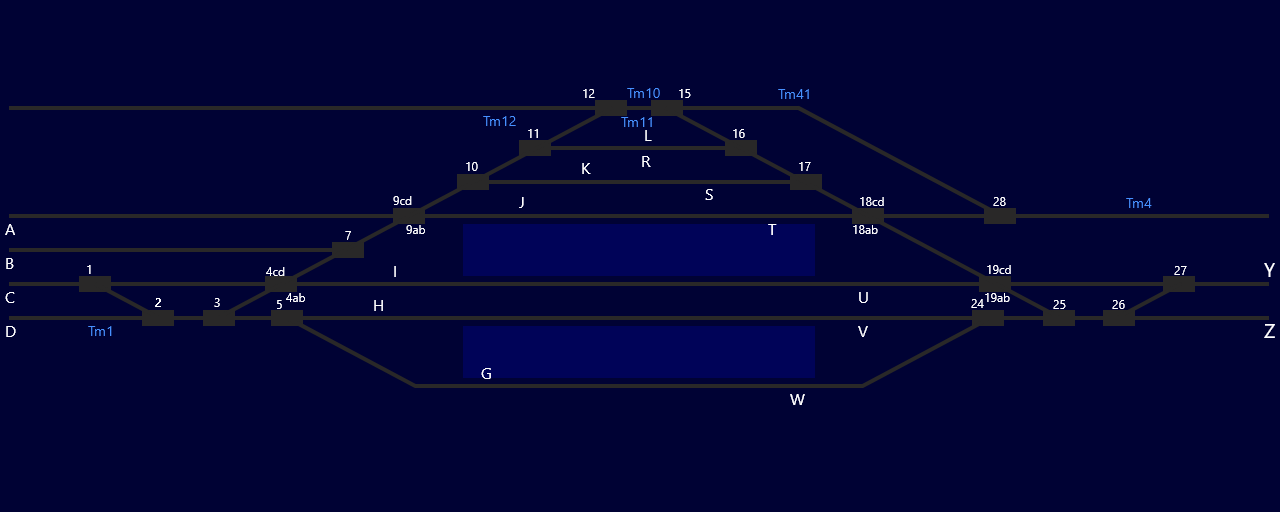 12 Tm10 15 Tm41
Tm12 11 Tm11 16
L
10 K R 17
9cd J S 18cd 28 Tm4
A 9ab T 18ab
7
B
1 4cd I 19cd 27 Y
C 2 3 5 4ab H U 24 19ab 25 26
D Tm1 V Z
G
W